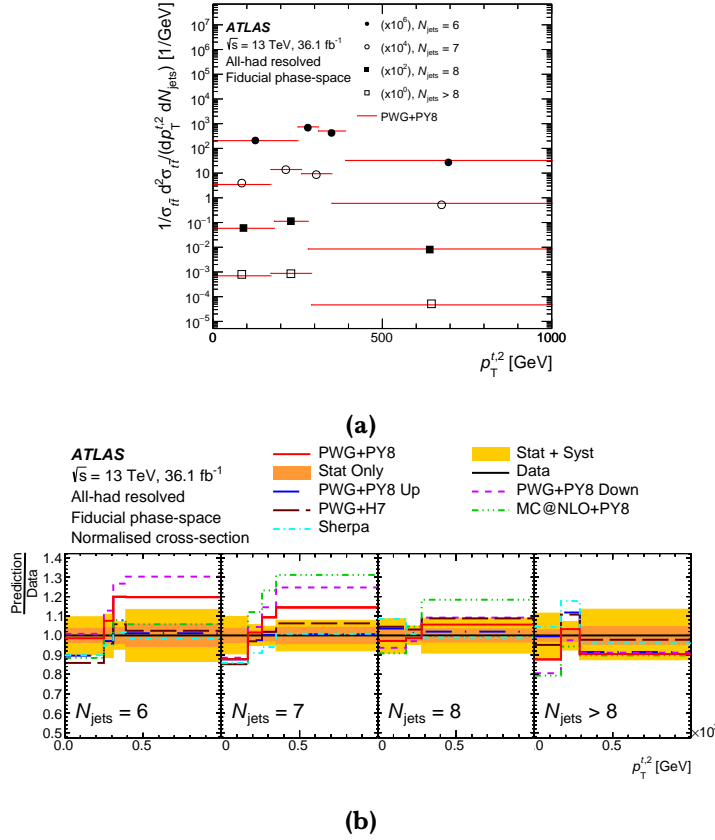 ATLAS
√s = 13 TeV, 36.1 fb⁻¹
All-had resolved
Fiducial phase-space
(x10⁶), N_jets = 6
(x10⁴), N_jets = 7
(x10²), N_jets = 8
(x10⁰), N_jets > 8
PWG+PY8
1/σ_tt̄ d²σ_tt̄/(dp_T^{t,2} dN_jets) [1/GeV]
10⁷
10⁶
10⁵
10⁴
10³
10²
10
1
10⁻¹
10⁻²
10⁻³
10⁻⁴
10⁻⁵
0 500 1000
p_T^{t,2} [GeV]
(a)
ATLAS
√s = 13 TeV, 36.1 fb⁻¹
All-had resolved
Fiducial phase-space
Normalised cross-section
PWG+PY8
Stat Only
PWG+PY8 Up
PWG+H7
Sherpa
Stat + Syst
Data
PWG+PY8 Down
MC@NLO+PY8
Prediction
Data
1.4
1.3
1.2
1.1
1.0
0.9
0.8
0.7
0.6
0.5
N_jets = 6
N_jets = 7
N_jets = 8
N_jets > 8
0.0 0.5 0.0 0.5 0.0 0.5 0.0 0.5
p_T^{t,2} [GeV]
(b)